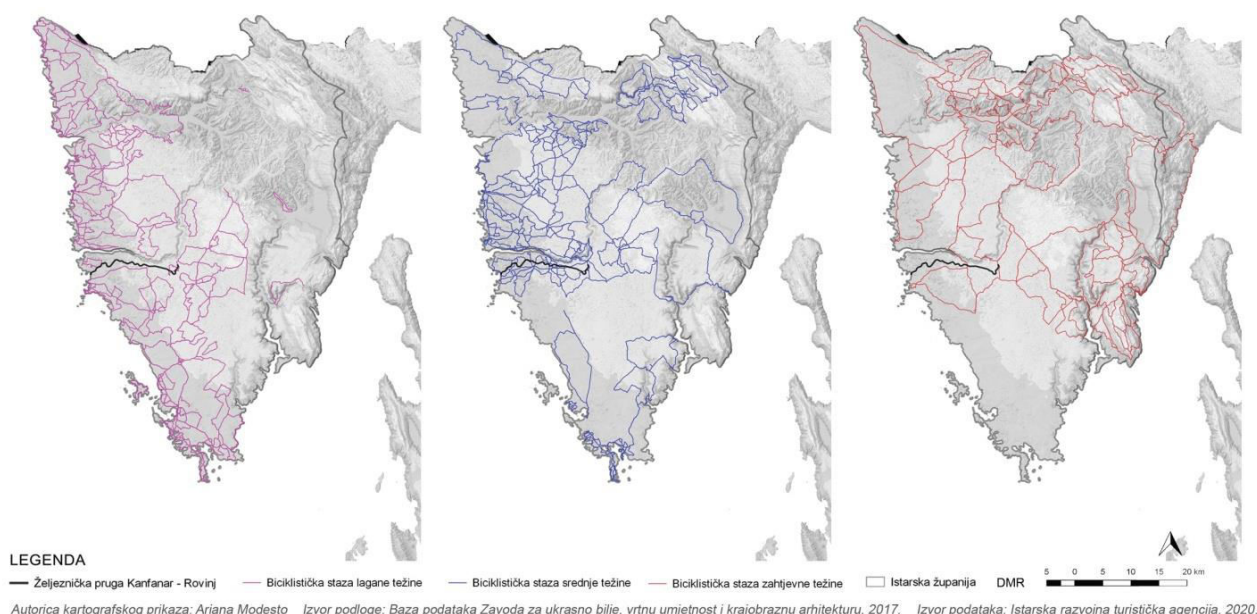 LEGENDA
Željeznička pruga Kanfanar - Rovinj Biciklistička staza lagane težine Biciklistička staza srednje težine Biciklistička staza zahtjevne težine Istarska županija DMR 5 0 5 10 15 20 km
Autorica kartografskog prikaza: Ariana Modesto Izvor podloge: Baza podataka Zavoda za ukrasno bilje, vrtnu umjetnost i krajobraznu arhitekturu, 2017. Izvor podataka: Istarska razvojna turistička agencija, 2020.